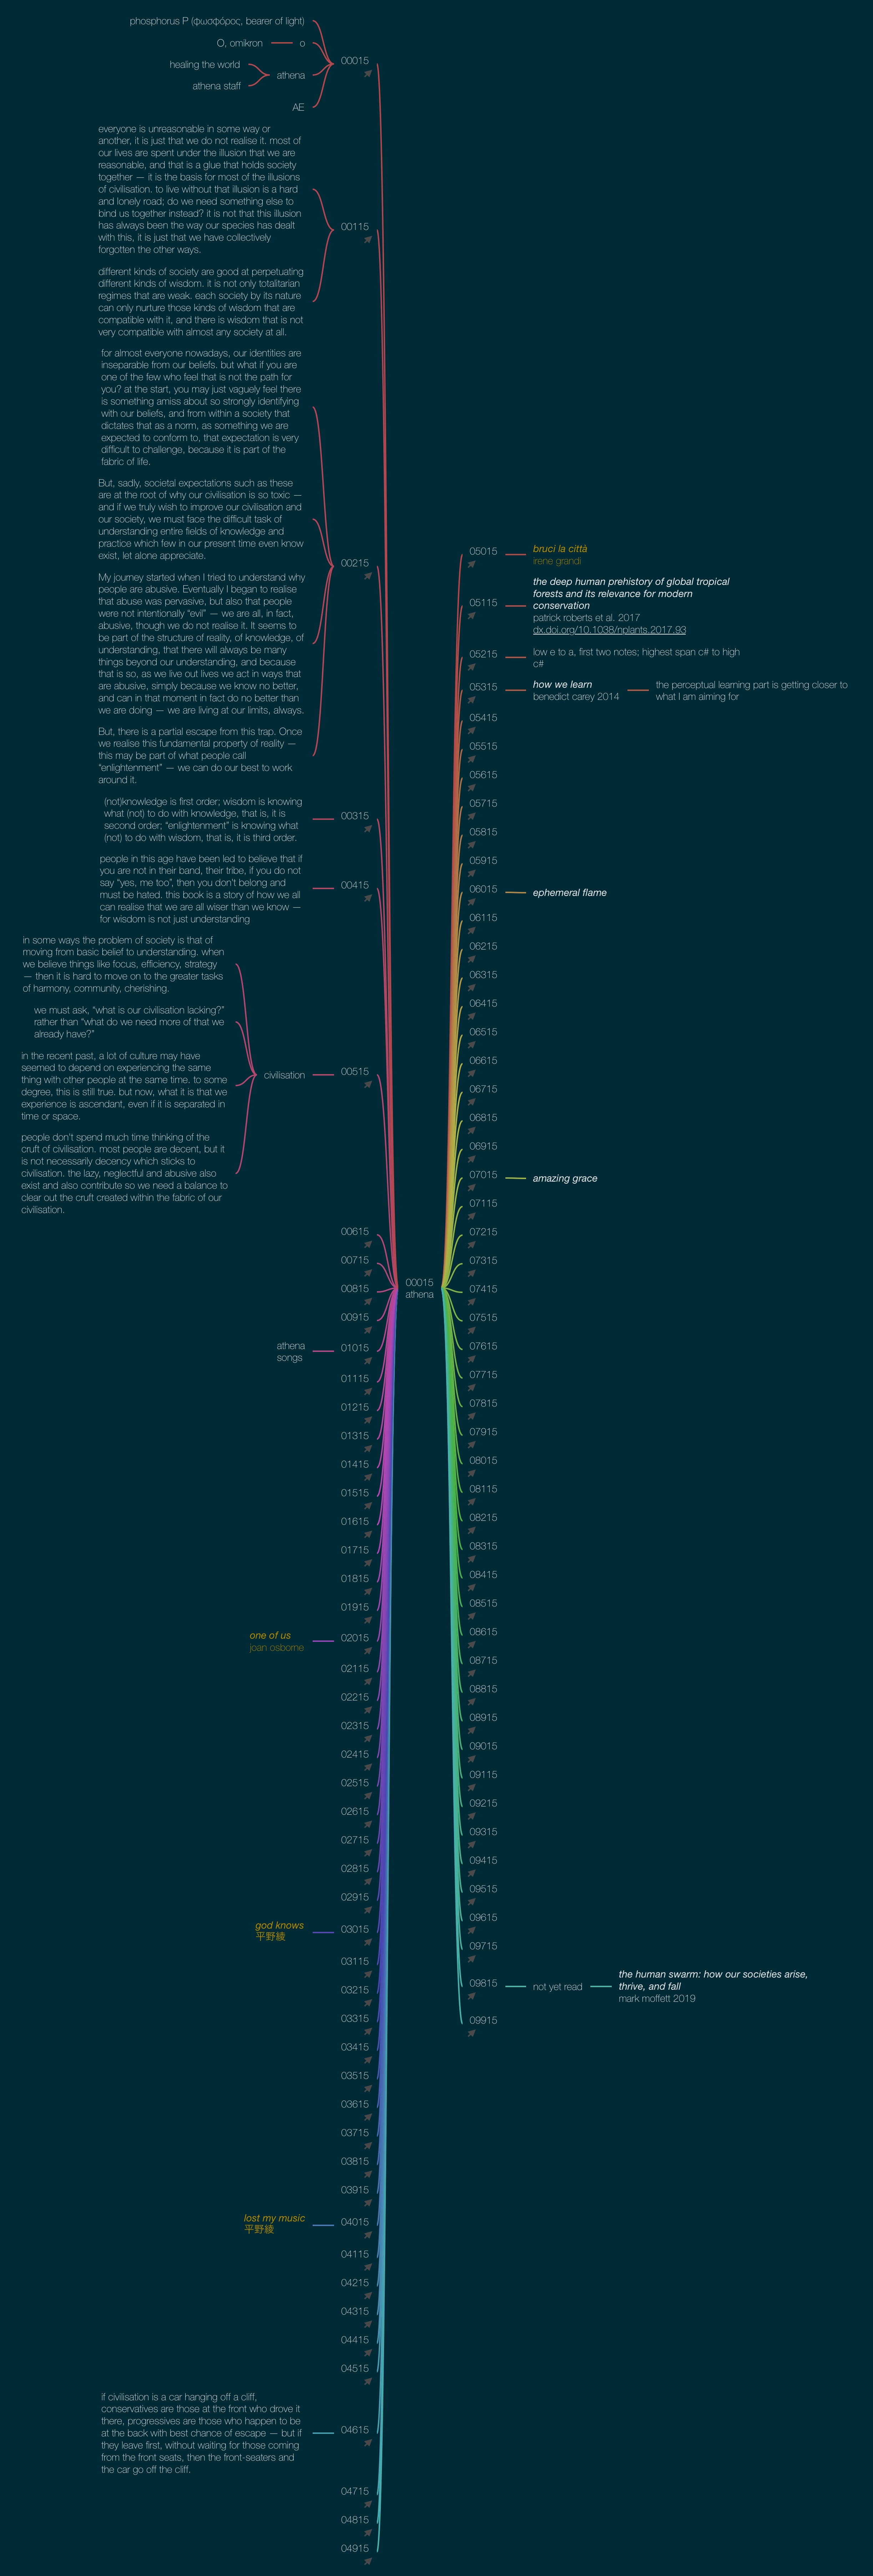 phosphorus P (φωσφόρος, bearer of light)
O, omikron
o
healing the world
athena
athena staff
AE
00015
everyone is unreasonable in some way or
another, it is just that we do not realise it. most of
our lives are spent under the illusion that we are
reasonable, and that is a glue that holds society
together — it is the basis for most of the illusions
of civilisation. to live without that illusion is a hard
and lonely road; do we need something else to
bind us together instead? it is not that this illusion
has always been the way our species has dealt
with this, it is just that we have collectively
forgotten the other ways.
different kinds of society are good at perpetuating
different kinds of wisdom. it is not only totalitarian
regimes that are weak. each society by its nature
can only nurture those kinds of wisdom that are
compatible with it, and there is wisdom that is not
very compatible with almost any society at all.
00115
for almost everyone nowadays, our identities are
inseparable from our beliefs. but what if you are
one of the few who feel that is not the path for
you? at the start, you may just vaguely feel there
is something amiss about so strongly identifying
with our beliefs, and from within a society that
dictates that as a norm, as something we are
expected to conform to, that expectation is very
difficult to challenge, because it is part of the
fabric of life.
But, sadly, societal expectations such as these
are at the root of why our civilisation is so toxic —
and if we truly wish to improve our civilisation and
our society, we must face the difficult task of
understanding entire fields of knowledge and
practice which few in our present time even know
exist, let alone appreciate.
My journey started when I tried to understand why
people are abusive. Eventually I began to realise
that abuse was pervasive, but also that people
were not intentionally “evil” — we are all, in fact,
abusive, though we do not realise it. It seems to
be part of the structure of reality, of knowledge, of
understanding, that there will always be many
things beyond our understanding, and because
that is so, as we live out lives we act in ways that
are abusive, simply because we know no better,
and can in that moment in fact do no better than
we are doing — we are living at our limits, always.
But, there is a partial escape from this trap. Once
we realise this fundamental property of reality —
this may be part of what people call
“enlightenment” — we can do our best to work
around it.
00215
(not)knowledge is first order; wisdom is knowing
what (not) to do with knowledge, that is, it is
second order; “enlightenment” is knowing what
(not) to do with wisdom, that is, it is third order.
00315
people in this age have been led to believe that if
you are not in their band, their tribe, if you do not
say “yes, me too”, then you don't belong and
must be hated. this book is a story of how we all
can realise that we are all wiser than we know —
for wisdom is not just understanding
00415
in some ways the problem of society is that of
moving from basic belief to understanding. when
we believe things like focus, efficiency, strategy
— then it is hard to move on to the greater tasks
of harmony, community, cherishing.
we must ask, “what is our civilisation lacking?”
rather than “what do we need more of that we
already have?”
in the recent past, a lot of culture may have
seemed to depend on experiencing the same
thing with other people at the same time. to some
degree, this is still true. but now, what it is that we
experience is ascendant, even if it is separated in
time or space.
people don't spend much time thinking of the
cruft of civilisation. most people are decent, but it
is not necessarily decency which sticks to
civilisation. the lazy, neglectful and abusive also
exist and also contribute so we need a balance to
clear out the cruft created within the fabric of our
civilisation.
civilisation
00515
00615
00715
00815
00915
athena
songs
01015
01115
01215
01315
01415
01515
01615
01715
01815
01915
one of us
joan osborne
02015
02115
02215
02315
02415
02515
02615
02715
02815
02915
god knows
平野綾
03015
03115
03215
03315
03415
03515
03615
03715
03815
03915
lost my music
平野綾
04015
04115
04215
04315
04415
04515
if civilisation is a car hanging off a cliff,
conservatives are those at the front who drove it
there, progressives are those who happen to be
at the back with best chance of escape — but if
they leave first, without waiting for those coming
from the front seats, then the front-seaters and
the car go off the cliff.
04615
04715
04815
04915
00015
athena
05015
bruci la città
irene grandi
05115
the deep human prehistory of global tropical
forests and its relevance for modern
conservation
patrick roberts et al. 2017
dx.doi.org/10.1038/nplants.2017.93
05215
low e to a, first two notes; highest span c# to high
c#
05315
how we learn
benedict carey 2014
the perceptual learning part is getting closer to
what I am aiming for
05415
05515
05615
05715
05815
05915
06015
ephemeral flame
06115
06215
06315
06415
06515
06615
06715
06815
06915
07015
amazing grace
07115
07215
07315
07415
07515
07615
07715
07815
07915
08015
08115
08215
08315
08415
08515
08615
08715
08815
08915
09015
09115
09215
09315
09415
09515
09615
09715
09815
not yet read
the human swarm: how our societies arise,
thrive, and fall
mark moffett 2019
09915